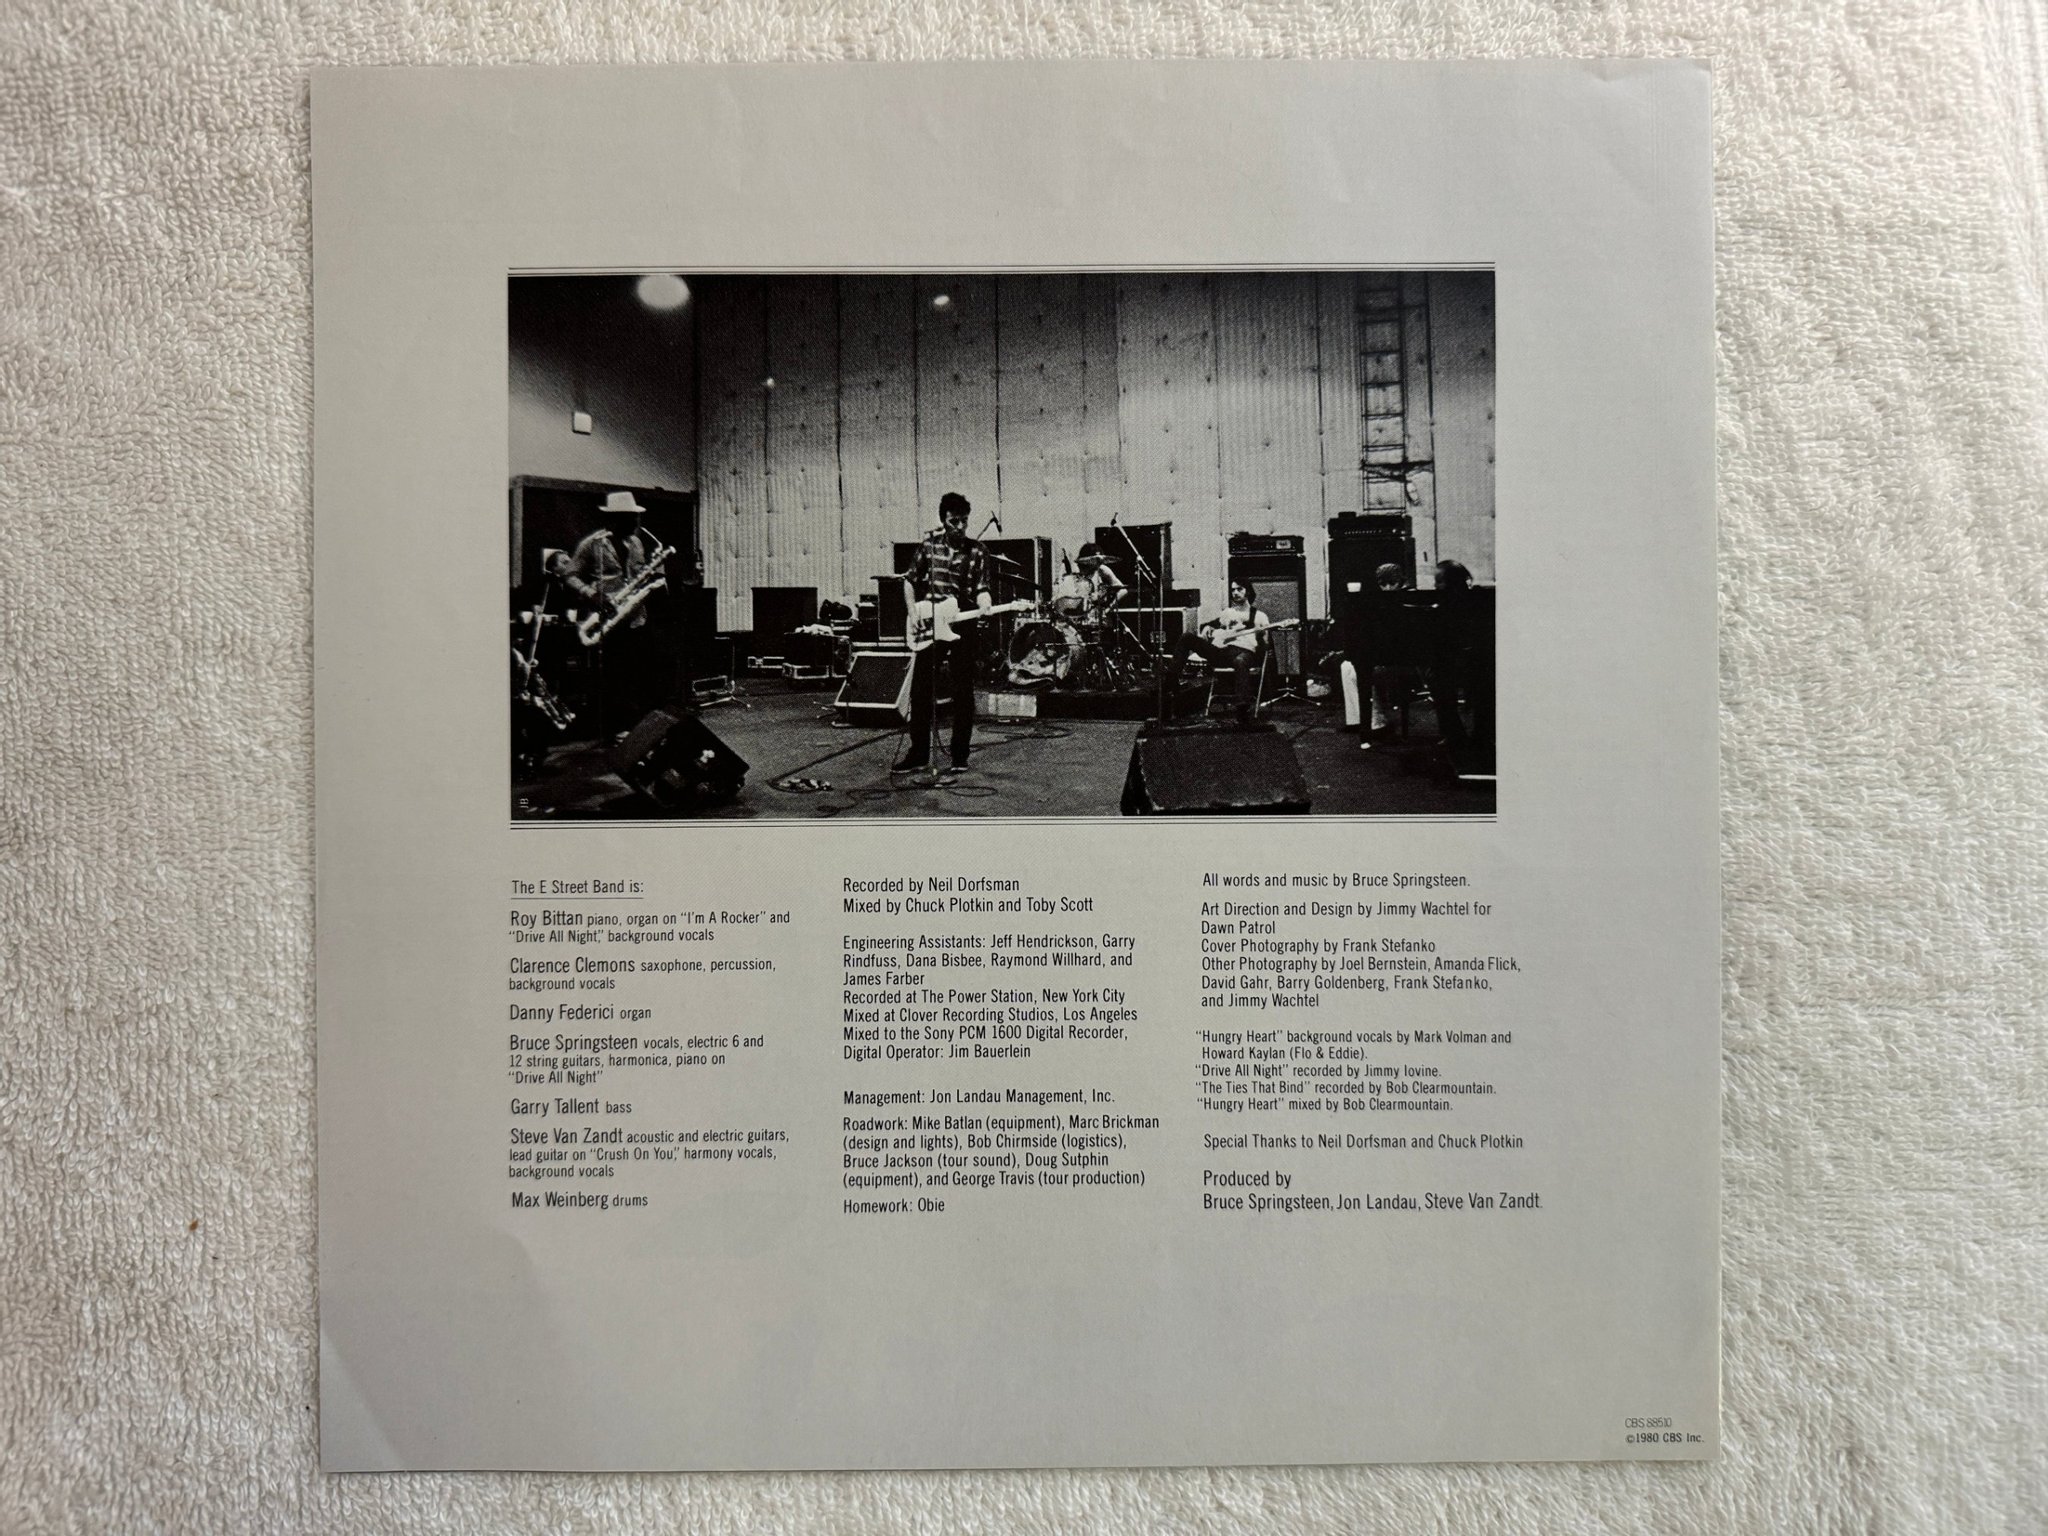 JB
The E Street Band is:
Roy Bittan piano, organ on "I'm A Rocker" and
"Drive All Night," background vocals
Clarence Clemons saxophone, percussion,
background vocals
Danny Federici organ
Bruce Springsteen vocals, electric 6 and
12 string guitars, harmonica, piano on
"Drive All Night"
Garry Tallent bass
Steve Van Zandt acoustic and electric guitars,
lead guitar on "Crush On You," harmony vocals,
background vocals
Max Weinberg drums
Recorded by Neil Dorfsman
Mixed by Chuck Plotkin and Toby Scott
Engineering Assistants: Jeff Hendrickson, Garry
Rindfuss, Dana Bisbee, Raymond Willhard, and
James Farber
Recorded at The Power Station, New York City
Mixed at Clover Recording Studios, Los Angeles
Mixed to the Sony PCM 1600 Digital Recorder,
Digital Operator: Jim Bauerlein
Management: Jon Landau Management, Inc.
Roadwork: Mike Batlan (equipment), Marc Brickman
(design and lights), Bob Chirmside (logistics),
Bruce Jackson (tour sound), Doug Sutphin
(equipment), and George Travis (tour production)
Homework: Obie
All words and music by Bruce Springsteen.
Art Direction and Design by Jimmy Wachtel for
Dawn Patrol
Cover Photography by Frank Stefanko
Other Photography by Joel Bernstein, Amanda Flick,
David Gahr, Barry Goldenberg, Frank Stefanko,
and Jimmy Wachtel
"Hungry Heart" background vocals by Mark Volman and
Howard Kaylan (Flo & Eddie).
"Drive All Night" recorded by Jimmy Iovine.
"The Ties That Bind" recorded by Bob Clearmountain.
"Hungry Heart" mixed by Bob Clearmountain.
Special Thanks to Neil Dorfsman and Chuck Plotkin
Produced by
Bruce Springsteen, Jon Landau, Steve Van Zandt.
CBS 88510
©1980 CBS Inc.